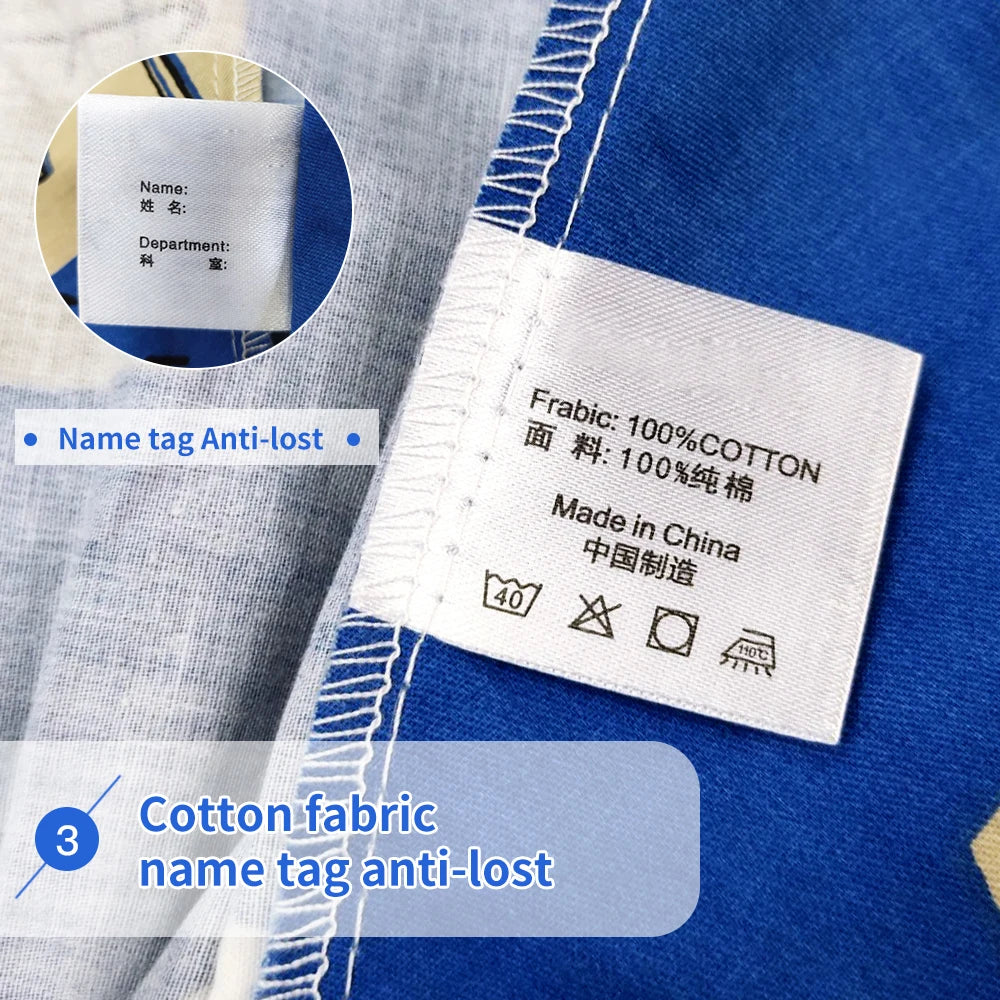 Name:
姓 名:
Department:
科 室:
Name tag Anti-lost
Frabic: 100%COTTON
面 料: 100%纯棉
Made in China
中国制造
40
110℃
3
Cotton fabric
name tag anti-lost